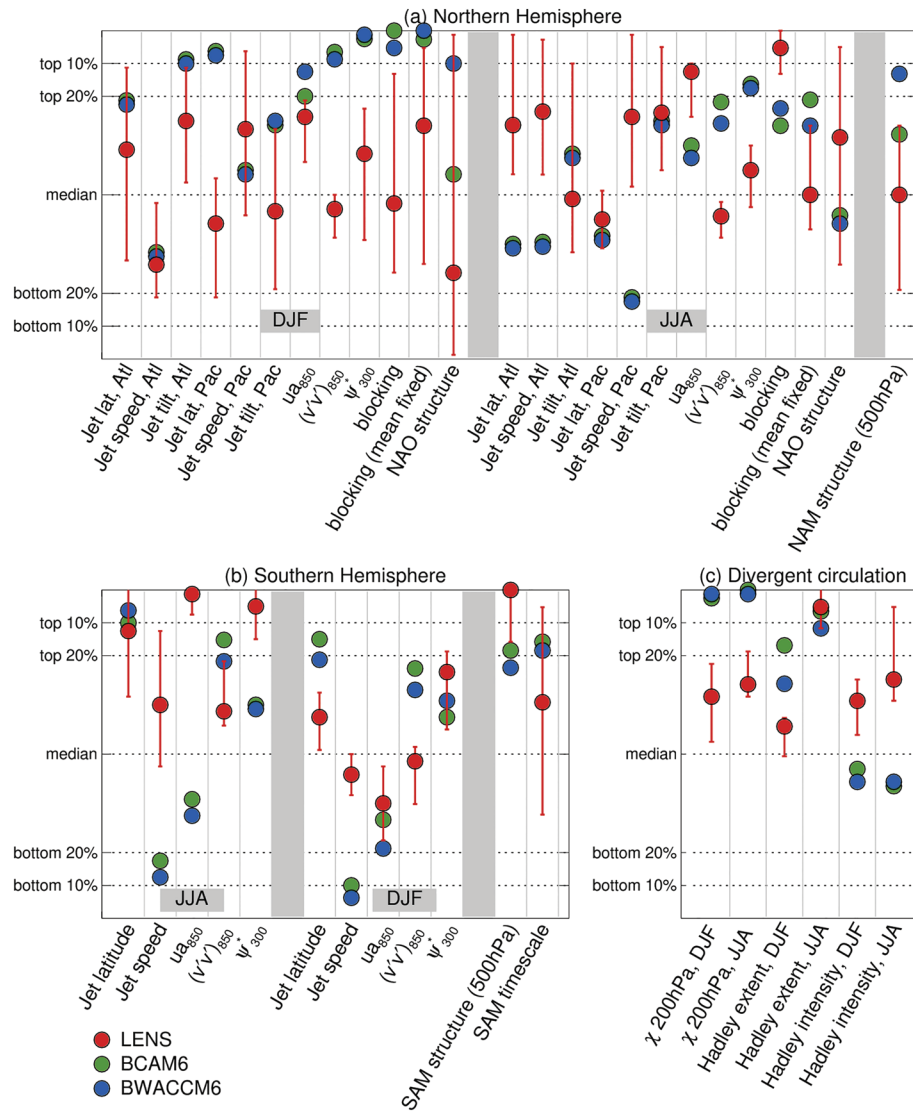 (a) Northern Hemisphere
top 10%
top 20%
median
bottom 20%
bottom 10%
DJF
JJA
Jet lat, Atl
Jet speed, Atl
Jet tilt, Atl
Jet lat, Pac
Jet speed, Pac
Jet tilt, Pac
ua850
(v′v′)850
ψ*300
blocking
blocking (mean fixed)
NAO structure
Jet lat, Atl
Jet speed, Atl
Jet tilt, Atl
Jet lat, Pac
Jet speed, Pac
Jet tilt, Pac
ua850
(v′v′)850
ψ*300
blocking
blocking (mean fixed)
NAO structure
NAM structure (500hPa)
(b) Southern Hemisphere
top 10%
top 20%
median
bottom 20%
bottom 10%
JJA
DJF
Jet latitude
Jet speed
ua850
(v′v′)850
ψ*300
Jet latitude
Jet speed
ua850
(v′v′)850
ψ*300
SAM structure (500hPa)
SAM timescale
(c) Divergent circulation
top 10%
top 20%
median
bottom 20%
bottom 10%
χ 200hPa, DJF
χ 200hPa, JJA
Hadley extent, DJF
Hadley extent, JJA
Hadley intensity, DJF
Hadley intensity, JJA
LENS
BCAM6
BWACCM6